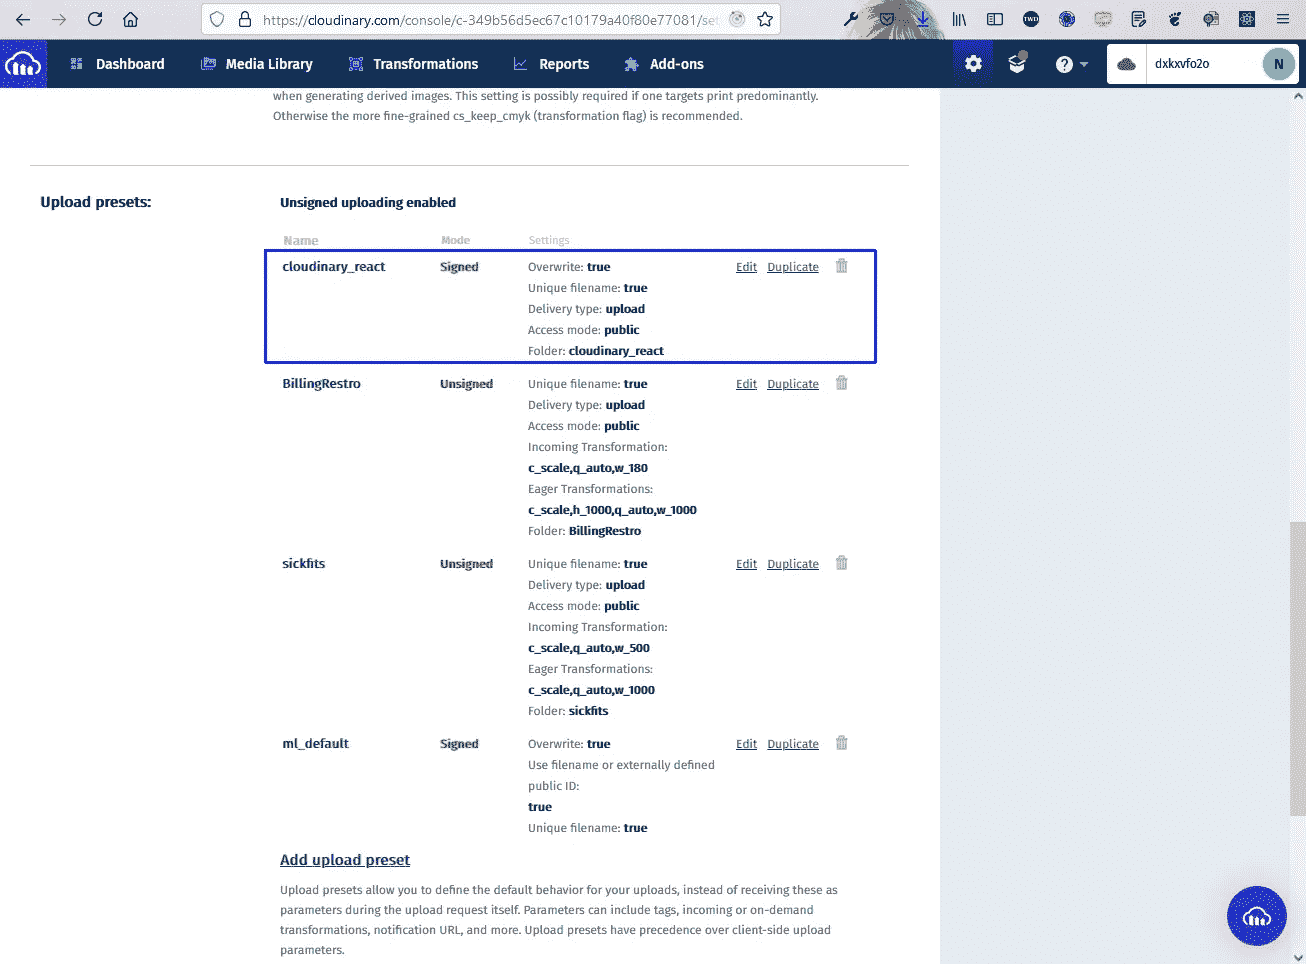 https://cloudinary.com/console/c-349b56d5ec67c10179a40f80e77081/se
TWD
Dashboard
Media Library
Transformations
Reports
Add-ons
?
dxkxvfo2o
N
when generating derived images. This setting is possibly required if one targets print predominantly.
Otherwise the more fine-grained cs_keep_cmyk (transformation flag) is recommended.
Upload presets:
Unsigned uploading enabled
Name Mode Settings
cloudinary_react Signed Overwrite: true Edit Duplicate
Unique filename: true
Delivery type: upload
Access mode: public
Folder: cloudinary_react
BillingRestro Unsigned Unique filename: true Edit Duplicate
Delivery type: upload
Access mode: public
Incoming Transformation:
c_scale,q_auto,w_180
Eager Transformations:
c_scale,h_1000,q_auto,w_1000
Folder: BillingRestro
sickfits Unsigned Unique filename: true Edit Duplicate
Delivery type: upload
Access mode: public
Incoming Transformation:
c_scale,q_auto,w_500
Eager Transformations:
c_scale,q_auto,w_1000
Folder: sickfits
ml_default Signed Overwrite: true Edit Duplicate
Use filename or externally defined
public ID:
true
Unique filename: true
Add upload preset
Upload presets allow you to define the default behavior for your uploads, instead of receiving these as
parameters during the upload request itself. Parameters can include tags, incoming or on-demand
transformations, notification URL, and more. Upload presets have precedence over client-side upload
parameters.